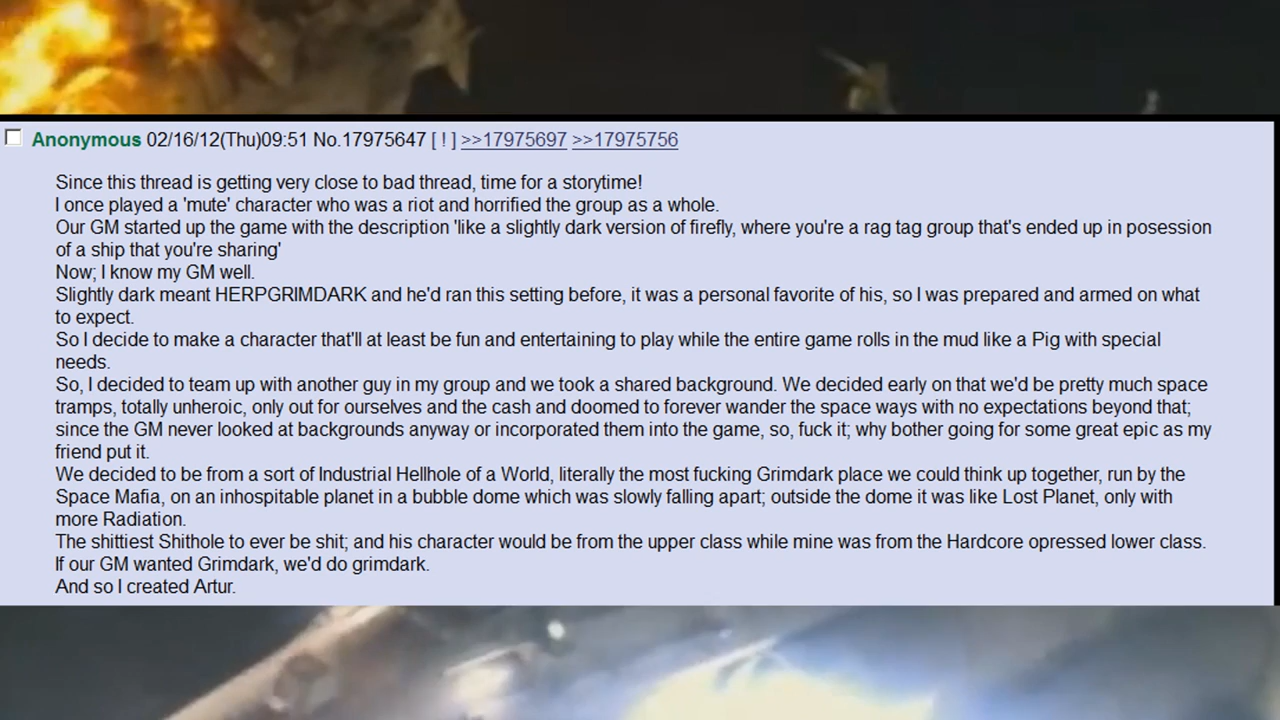 Anonymous 02/16/12(Thu)09:51 No.17975647 [ ! ] >>17975697 >>17975756
Since this thread is getting very close to bad thread, time for a storytime!
I once played a 'mute' character who was a riot and horrified the group as a whole.
Our GM started up the game with the description 'like a slightly dark version of firefly, where you're a rag tag group that's ended up in posession
of a ship that you're sharing'
Now; I know my GM well.
Slightly dark meant HERPGRIMDARK and he'd ran this setting before, it was a personal favorite of his, so I was prepared and armed on what
to expect.
So I decide to make a character that'll at least be fun and entertaining to play while the entire game rolls in the mud like a Pig with special
needs.
So, I decided to team up with another guy in my group and we took a shared background. We decided early on that we'd be pretty much space
tramps, totally unheroic, only out for ourselves and the cash and doomed to forever wander the space ways with no expectations beyond that;
since the GM never looked at backgrounds anyway or incorporated them into the game, so, fuck it; why bother going for some great epic as my
friend put it.
We decided to be from a sort of Industrial Hellhole of a World, literally the most fucking Grimdark place we could think up together, run by the
Space Mafia, on an inhospitable planet in a bubble dome which was slowly falling apart; outside the dome it was like Lost Planet, only with
more Radiation.
The shittiest Shithole to ever be shit; and his character would be from the upper class while mine was from the Hardcore opressed lower class.
If our GM wanted Grimdark, we'd do grimdark.
And so I created Artur.